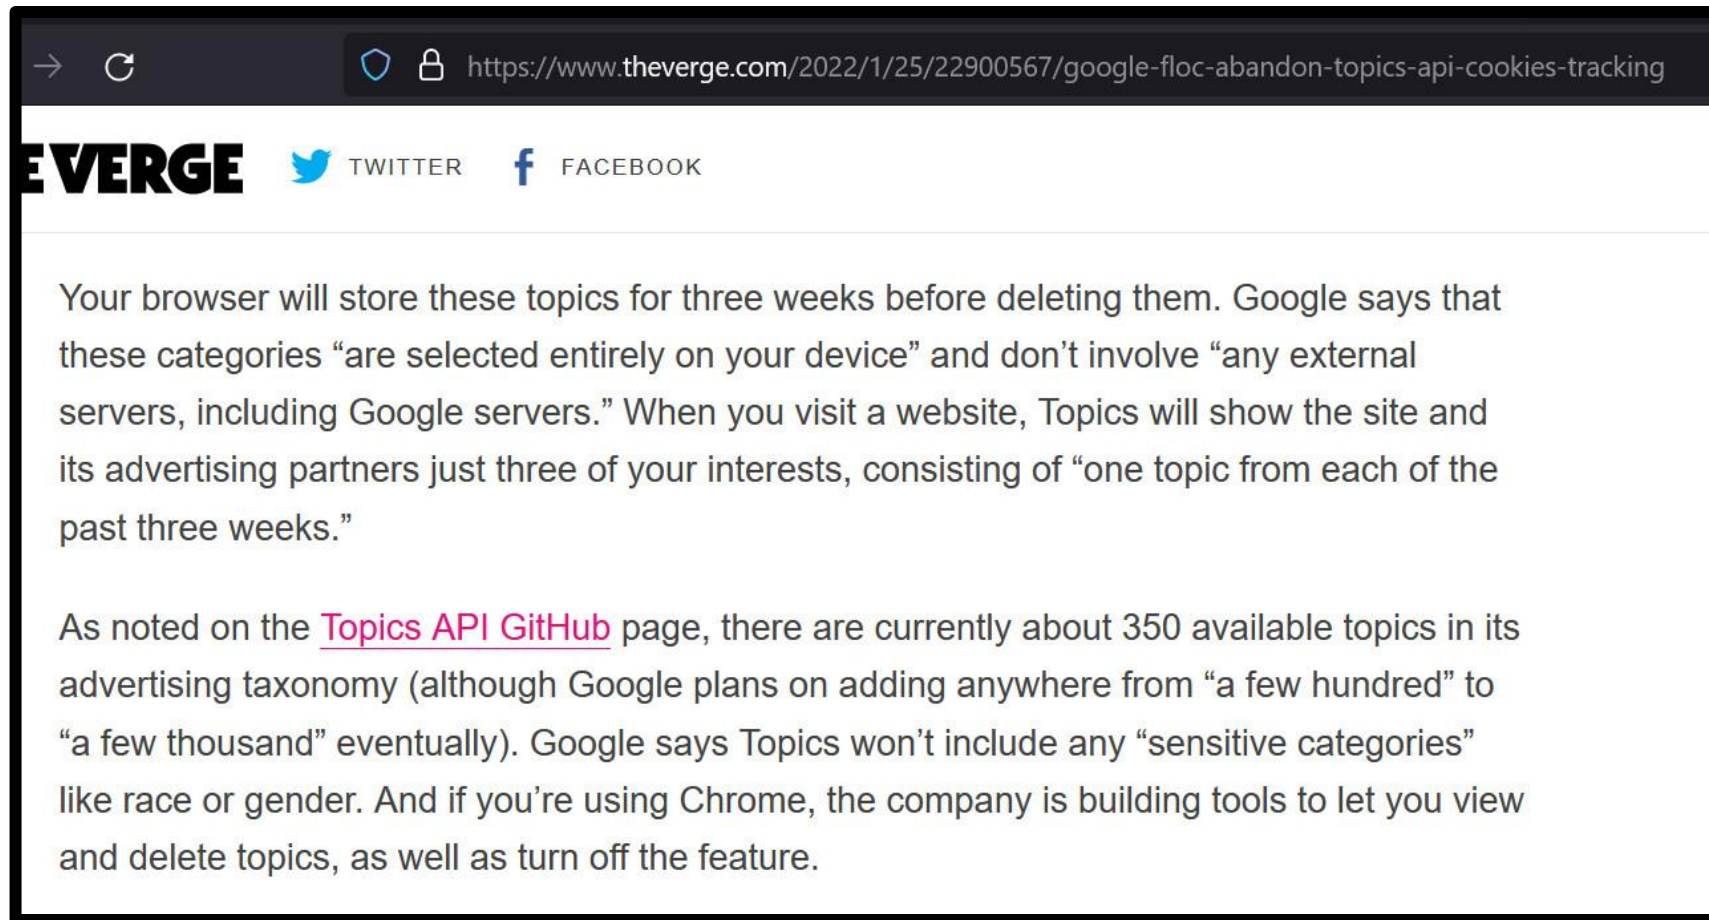 https://www.theverge.com/2022/1/25/22900567/google-floc-abandon-topics-api-cookies-tracking
E VERGE TWITTER FACEBOOK
Your browser will store these topics for three weeks before deleting them. Google says that
these categories “are selected entirely on your device” and don’t involve “any external
servers, including Google servers.” When you visit a website, Topics will show the site and
its advertising partners just three of your interests, consisting of “one topic from each of the
past three weeks.”
As noted on the Topics API GitHub page, there are currently about 350 available topics in its
advertising taxonomy (although Google plans on adding anywhere from “a few hundred” to
“a few thousand” eventually). Google says Topics won’t include any “sensitive categories”
like race or gender. And if you’re using Chrome, the company is building tools to let you view
and delete topics, as well as turn off the feature.